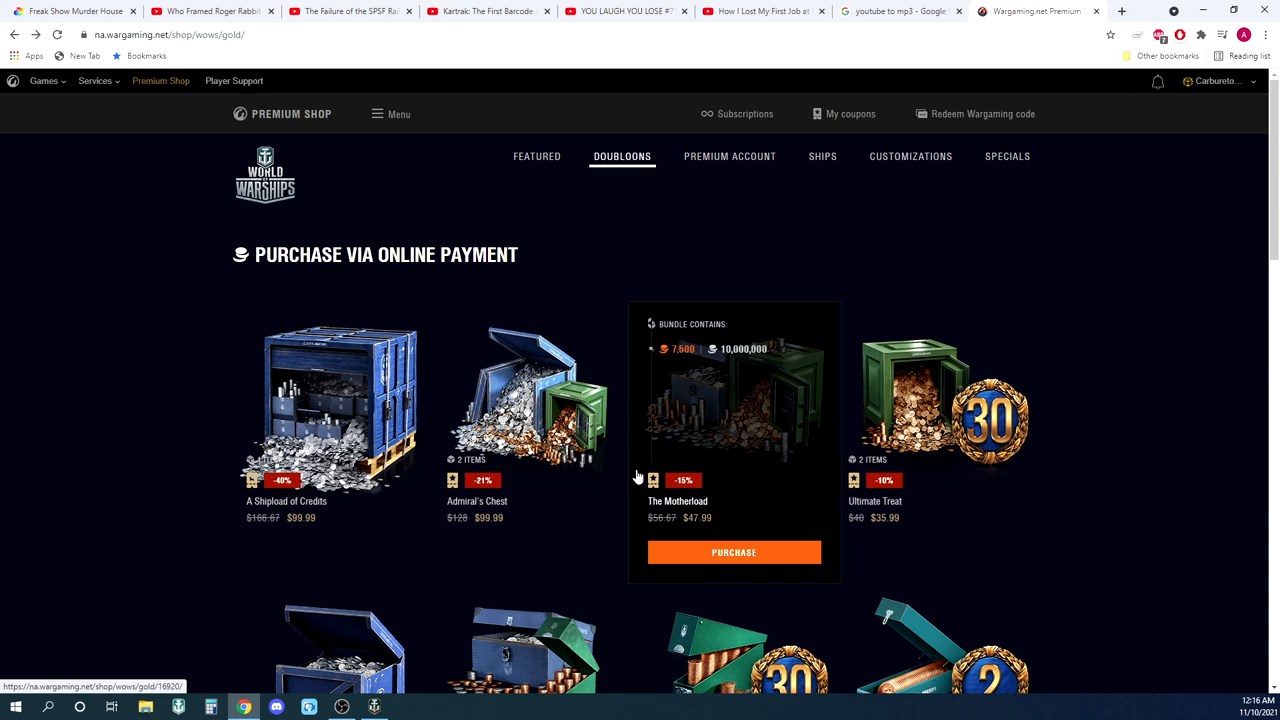 Freak Show Murder House
Who Framed Roger Rabbit
The Failure of the SPSF Rai
Kartrak: The First Barcode -
YOU LAUGH YOU LOSE #7
How I Lost My First Job at
youtube to mp3 - Google S
Wargaming.net Premium
na.wargaming.net/shop/wows/gold/
7
A
Apps
New Tab
Bookmarks
Other bookmarks
Reading list
Games
Services
Premium Shop
Player Support
Carbureto...
PREMIUM SHOP
Menu
Subscriptions
My coupons
Redeem Wargaming code
WORLD
OF
WARSHIPS
FEATURED
DOUBLOONS
PREMIUM ACCOUNT
SHIPS
CUSTOMIZATIONS
SPECIALS
PURCHASE VIA ONLINE PAYMENT
-40%
A Shipload of Credits
$166.67 $99.99
2 ITEMS
-21%
Admiral's Chest
$128 $99.99
BUNDLE CONTAINS:
7,500 | 10,000,000
-15%
The Motherload
$56.67 $47.99
PURCHASE
30
2 ITEMS
-10%
Ultimate Treat
$40 $35.99
30
2
https://na.wargaming.net/shop/wows/gold/16920/
12:16 AM
11/10/2021